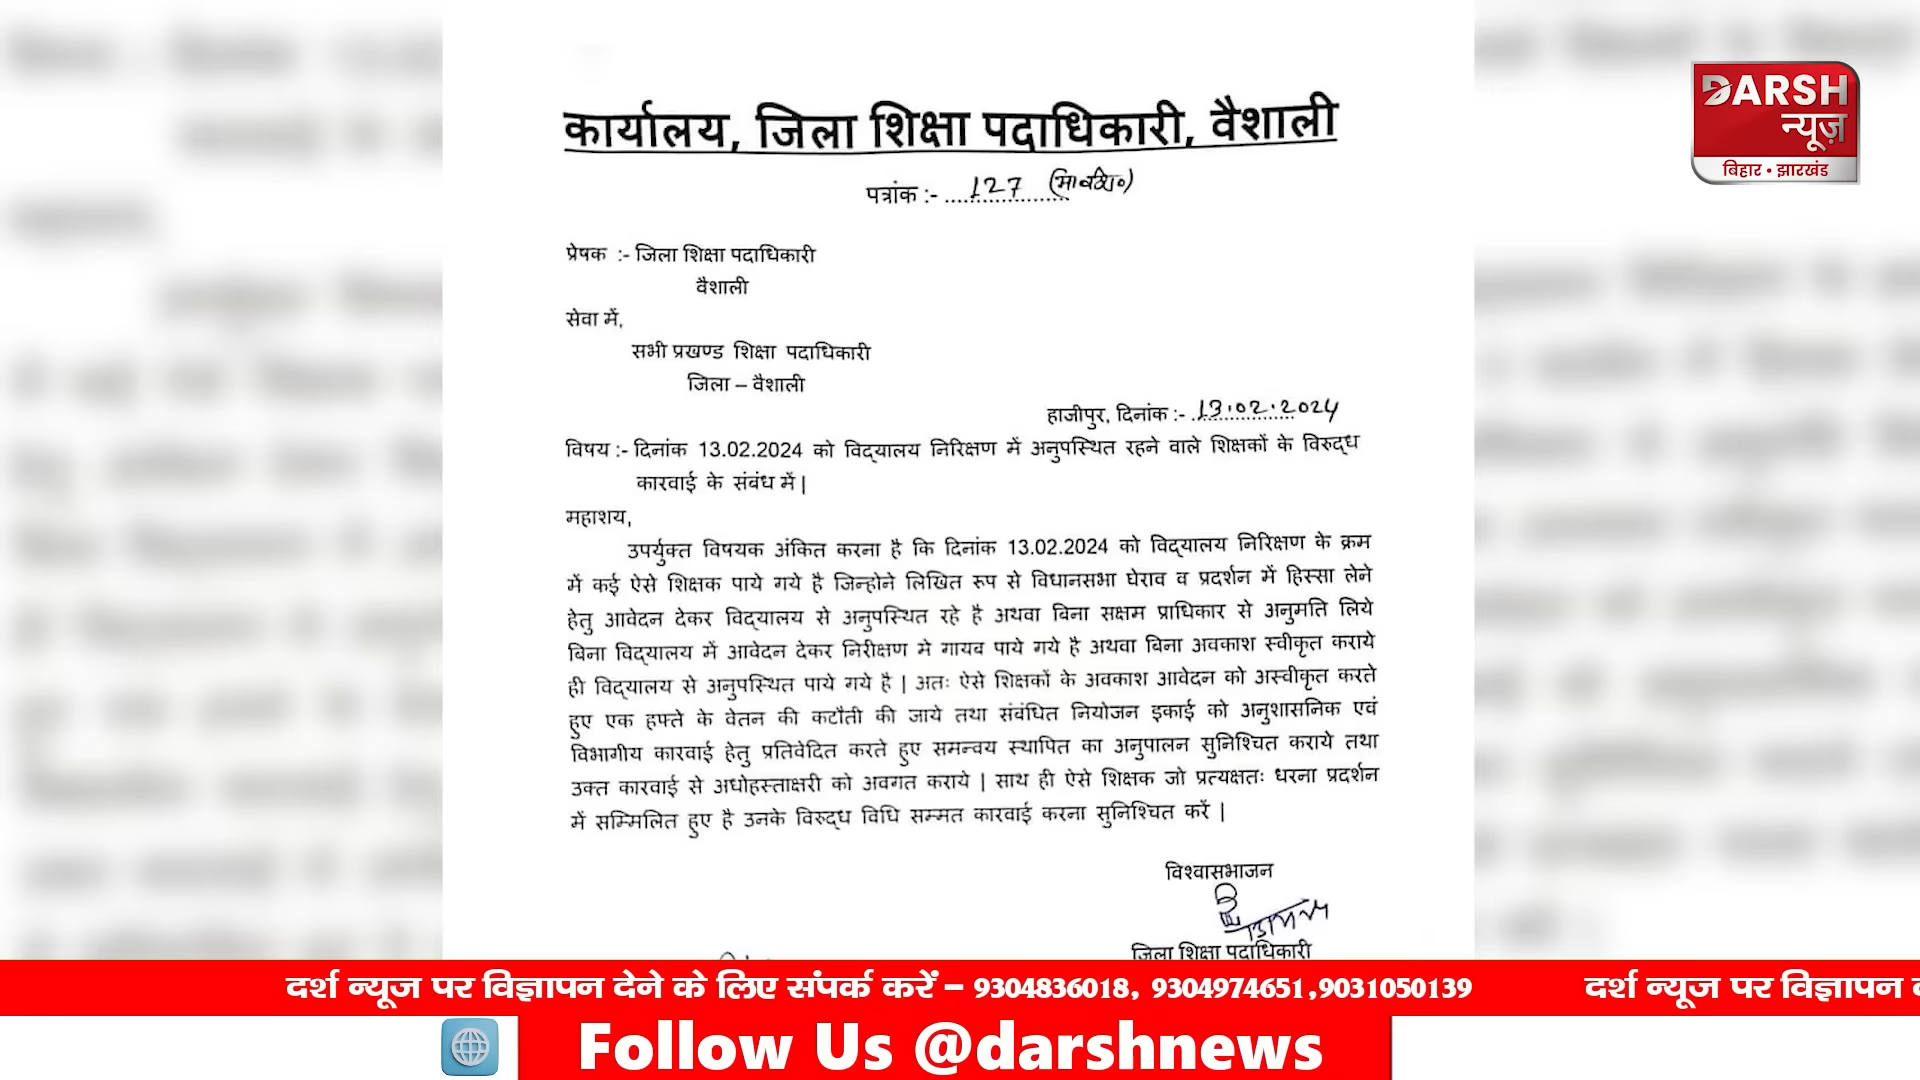 कार्यालय, जिला शिक्षा पदाधिकारी, वैशाली
पत्रांक :- 127
प्रेषक :- जिला शिक्षा पदाधिकारी
वैशाली
सेवा में,
सभी प्रखण्ड शिक्षा पदाधिकारी
जिला – वैशाली
हाजीपुर, दिनांक :- 13.02.2024
विषय :- दिनांक 13.02.2024 को विद्यालय निरिक्षण में अनुपस्थित रहने वाले शिक्षकों के विरुद्ध
कारवाई के संबंध में |
महाशय,
उपर्युक्त विषयक अंकित करना है कि दिनांक 13.02.2024 को विद्यालय निरिक्षण के क्रम
में कई ऐसे शिक्षक पाये गये है जिन्होने लिखित रूप से विधानसभा घेराव व प्रदर्शन में हिस्सा लेने
हेतु आवेदन देकर विद्यालय से अनुपस्थित रहे है अथवा बिना सक्षम प्राधिकार से अनुमति लिये
बिना विद्यालय में आवेदन देकर निरीक्षण मे गायब पाये गये है अथवा बिना अवकाश स्वीकृत कराये
ही विद्यालय से अनुपस्थित पाये गये है | अतः ऐसे शिक्षकों के अवकाश आवेदन को अस्वीकृत करते
हुए एक हफ्ते के वेतन की कटौती की जाये तथा संबंधित नियोजन इकाई को अनुशासनिक एवं
विभागीय कारवाई हेतु प्रतिवेदित करते हुए समन्वय स्थापित का अनुपालन सुनिश्चित कराये तथा
उक्त कारवाई से अधोहस्ताक्षरी को अवगत कराये | साथ ही ऐसे शिक्षक जो प्रत्यक्षतः धरना प्रदर्शन
में सम्मिलित हुए है उनके विरुद्ध विधि सम्मत कारवाई करना सुनिश्चित करें |
विश्वासभाजन
जिला शिक्षा पदाधिकारी
DARSH
न्यूज़
बिहार • झारखंड
दर्श न्यूज पर विज्ञापन देने के लिए संपर्क करें – 9304836018, 9304974651,9031050139 दर्श न्यूज पर विज्ञापन
Follow Us @darshnews